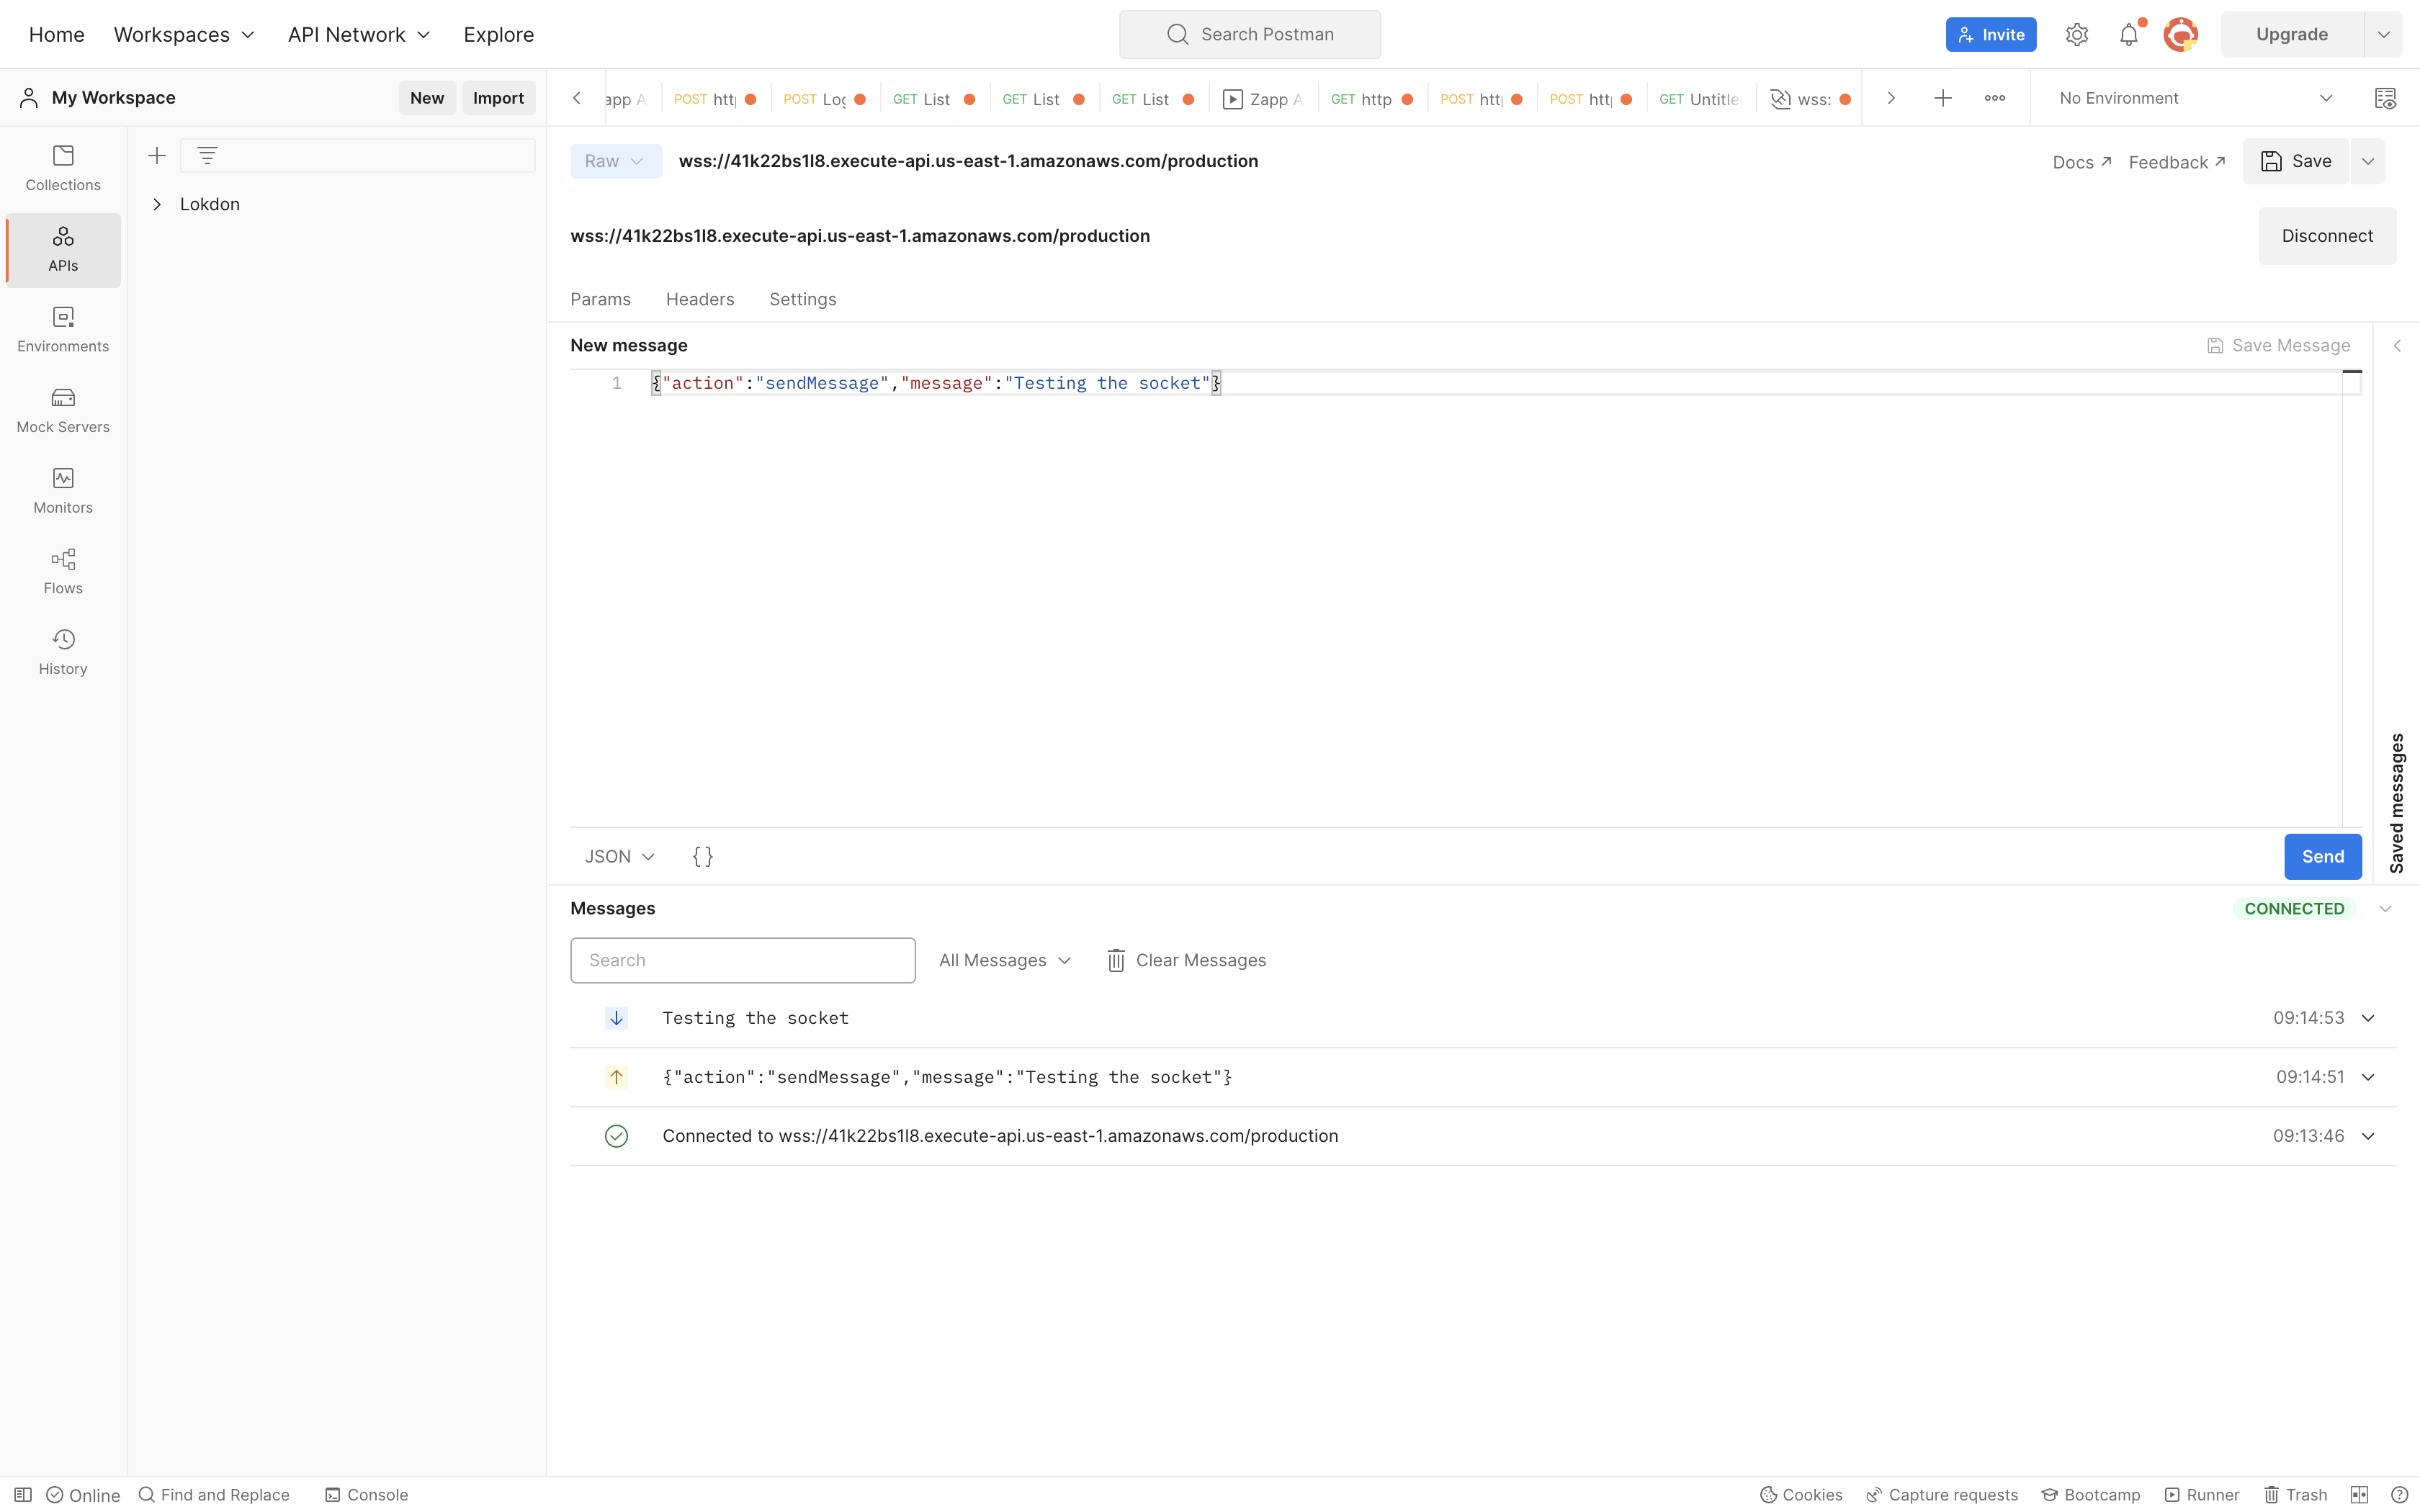 Home Workspaces API Network Explore Search Postman Invite Upgrade
My Workspace New Import app A POST http POST Log GET List GET List GET List Zapp A GET http POST http POST http GET Untitle wss: No Environment
Raw wss://41k22bs1l8.execute-api.us-east-1.amazonaws.com/production Docs Feedback Save
Collections
Lokdon
wss://41k22bs1l8.execute-api.us-east-1.amazonaws.com/production Disconnect
APIs
Params Headers Settings
Environments
New message Save Message
1 {"action":"sendMessage","message":"Testing the socket"}
Mock Servers
Monitors
Flows
History
Saved messages
JSON {} Send
Messages CONNECTED
Search All Messages Clear Messages
Testing the socket 09:14:53
{"action":"sendMessage","message":"Testing the socket"} 09:14:51
Connected to wss://41k22bs1l8.execute-api.us-east-1.amazonaws.com/production 09:13:46
Online Find and Replace Console Cookies Capture requests Bootcamp Runner Trash